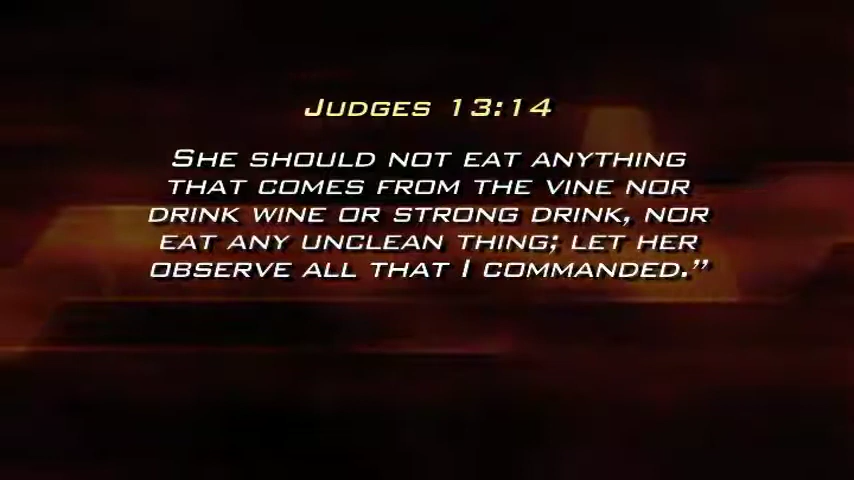 Judges 13:14
She should not eat anything
that comes from the vine nor
drink wine or strong drink, nor
eat any unclean thing; let her
observe all that I commanded.”